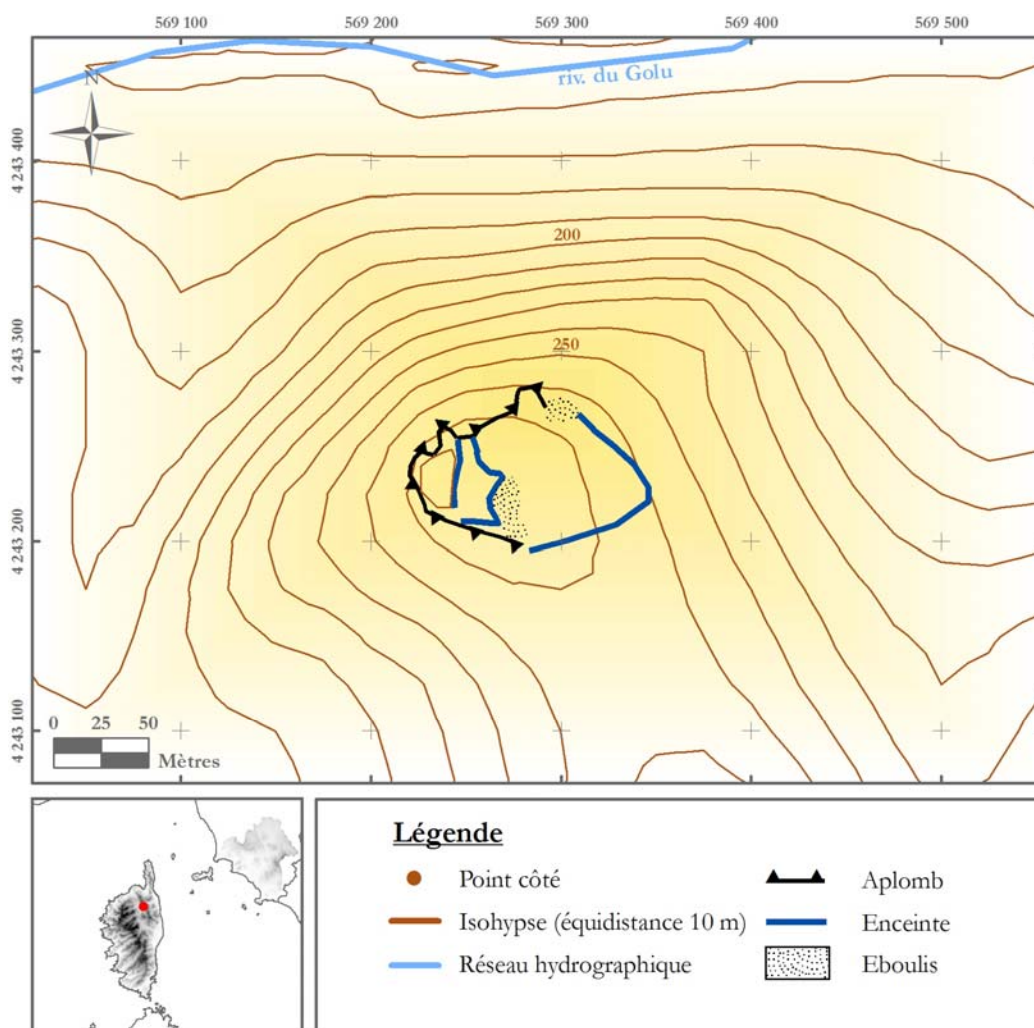 569 100 569 200 569 300 569 400 569 500
riv. du Golu
N
4 243 400
200
4 243 300
250
4 243 200
4 243 100
0 25 50
Mètres
Légende
Point côté
Isohypse (équidistance 10 m)
Réseau hydrographique
Aplomb
Enceinte
Eboulis